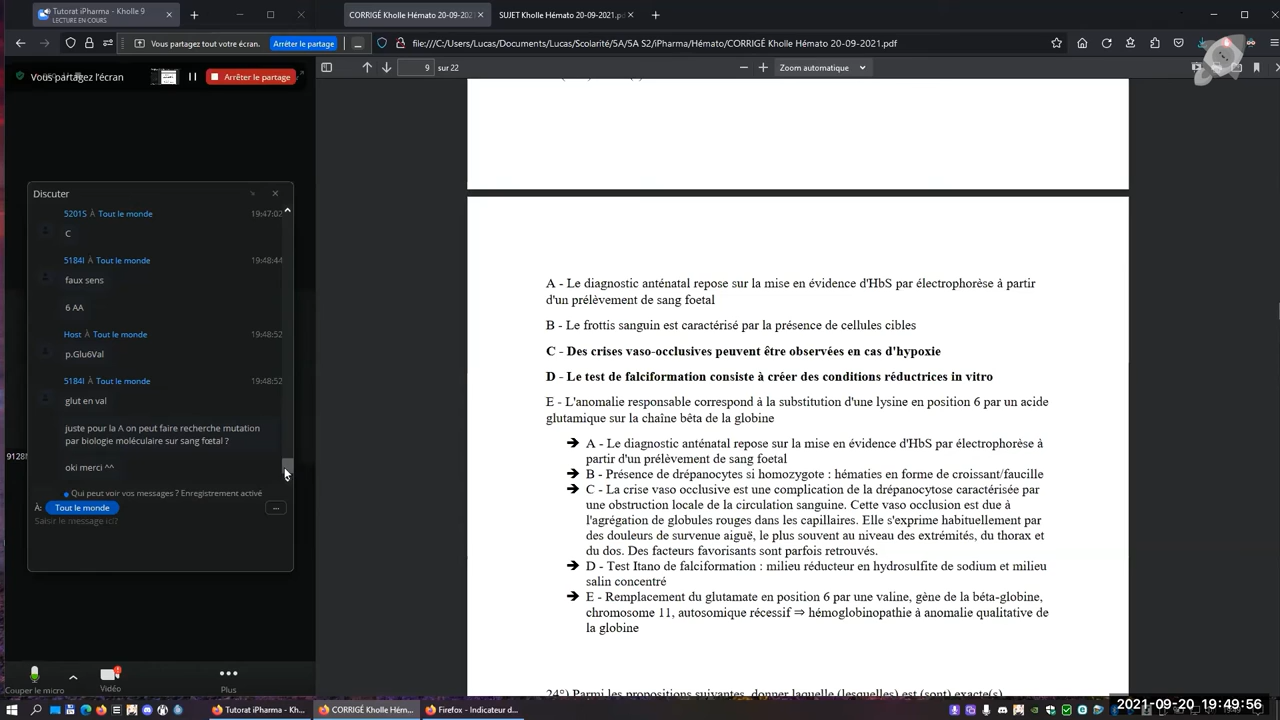 Tutorat iPharma - Kholle 9
LECTURE EN COURS
CORRIGÉ Kholle Hémato 20-09-2021
SUJET Kholle Hémato 20-09-2021.pd
Vous partagez tout écran.
Arrêter le partage
...
file:///C:/Users/Lucas/Documents/Lucas/Scolarité/5A/5A S2/iPharma/Hémato/CORRIGÉ Kholle Hémato 20-09-2021.pdf
Vous partagez l'écran
Arrêter le partage
9
sur 22
Zoom automatique
Discuter
5201S À Tout le monde
19:47:02
C
5184I À Tout le monde
19:48:44
faux sens
6 AA
Host À Tout le monde
19:48:52
p.Glu6Val
5184I À Tout le monde
19:48:52
glut en val
juste pour la A on peut faire recherche mutation
par biologie moléculaire sur sang fœtal ?
9128
oki merci ^^
Qui peut voir vos messages ? Enregistrement activé
À: Tout le monde
...
Saisir le message ici?
Couper le micro
Vidéo
Plus
A - Le diagnostic anténatal repose sur la mise en évidence d'HbS par électrophorèse à partir
d'un prélèvement de sang foetal
B - Le frottis sanguin est caractérisé par la présence de cellules cibles
C - Des crises vaso-occlusives peuvent être observées en cas d'hypoxie
D - Le test de falciformation consiste à créer des conditions réductrices in vitro
E - L'anomalie responsable correspond à la substitution d'une lysine en position 6 par un acide
glutamique sur la chaîne bêta de la globine
➔ A - Le diagnostic anténatal repose sur la mise en évidence d'HbS par électrophorèse à
partir d'un prélèvement de sang foetal
➔ B - Présence de drépanocytes si homozygote : hématies en forme de croissant/faucille
➔ C - La crise vaso occlusive est une complication de la drépanocytose caractérisée par
une obstruction locale de la circulation sanguine. Cette vaso occlusion est due à
l'agrégation de globules rouges dans les capillaires. Elle s'exprime habituellement par
des douleurs de survenue aiguë, le plus souvent au niveau des extrémités, du thorax et
du dos. Des facteurs favorisants sont parfois retrouvés.
➔ D - Test Itano de falciformation : milieu réducteur en hydrosulfite de sodium et milieu
salin concentré
➔ E - Remplacement du glutamate en position 6 par une valine, gène de la béta-globine,
chromosome 11, autosomique récessif ⇒ hémoglobinopathie à anomalie qualitative de
la globine
24°) Parmi les propositions suivantes, donner laquelle (lesquelles) est (sont) exacte(s)
Tutorat iPharma - Kh...
CORRIGÉ Kholle Hém...
Firefox - Indicateur d...
2021-09-20 19:49:56